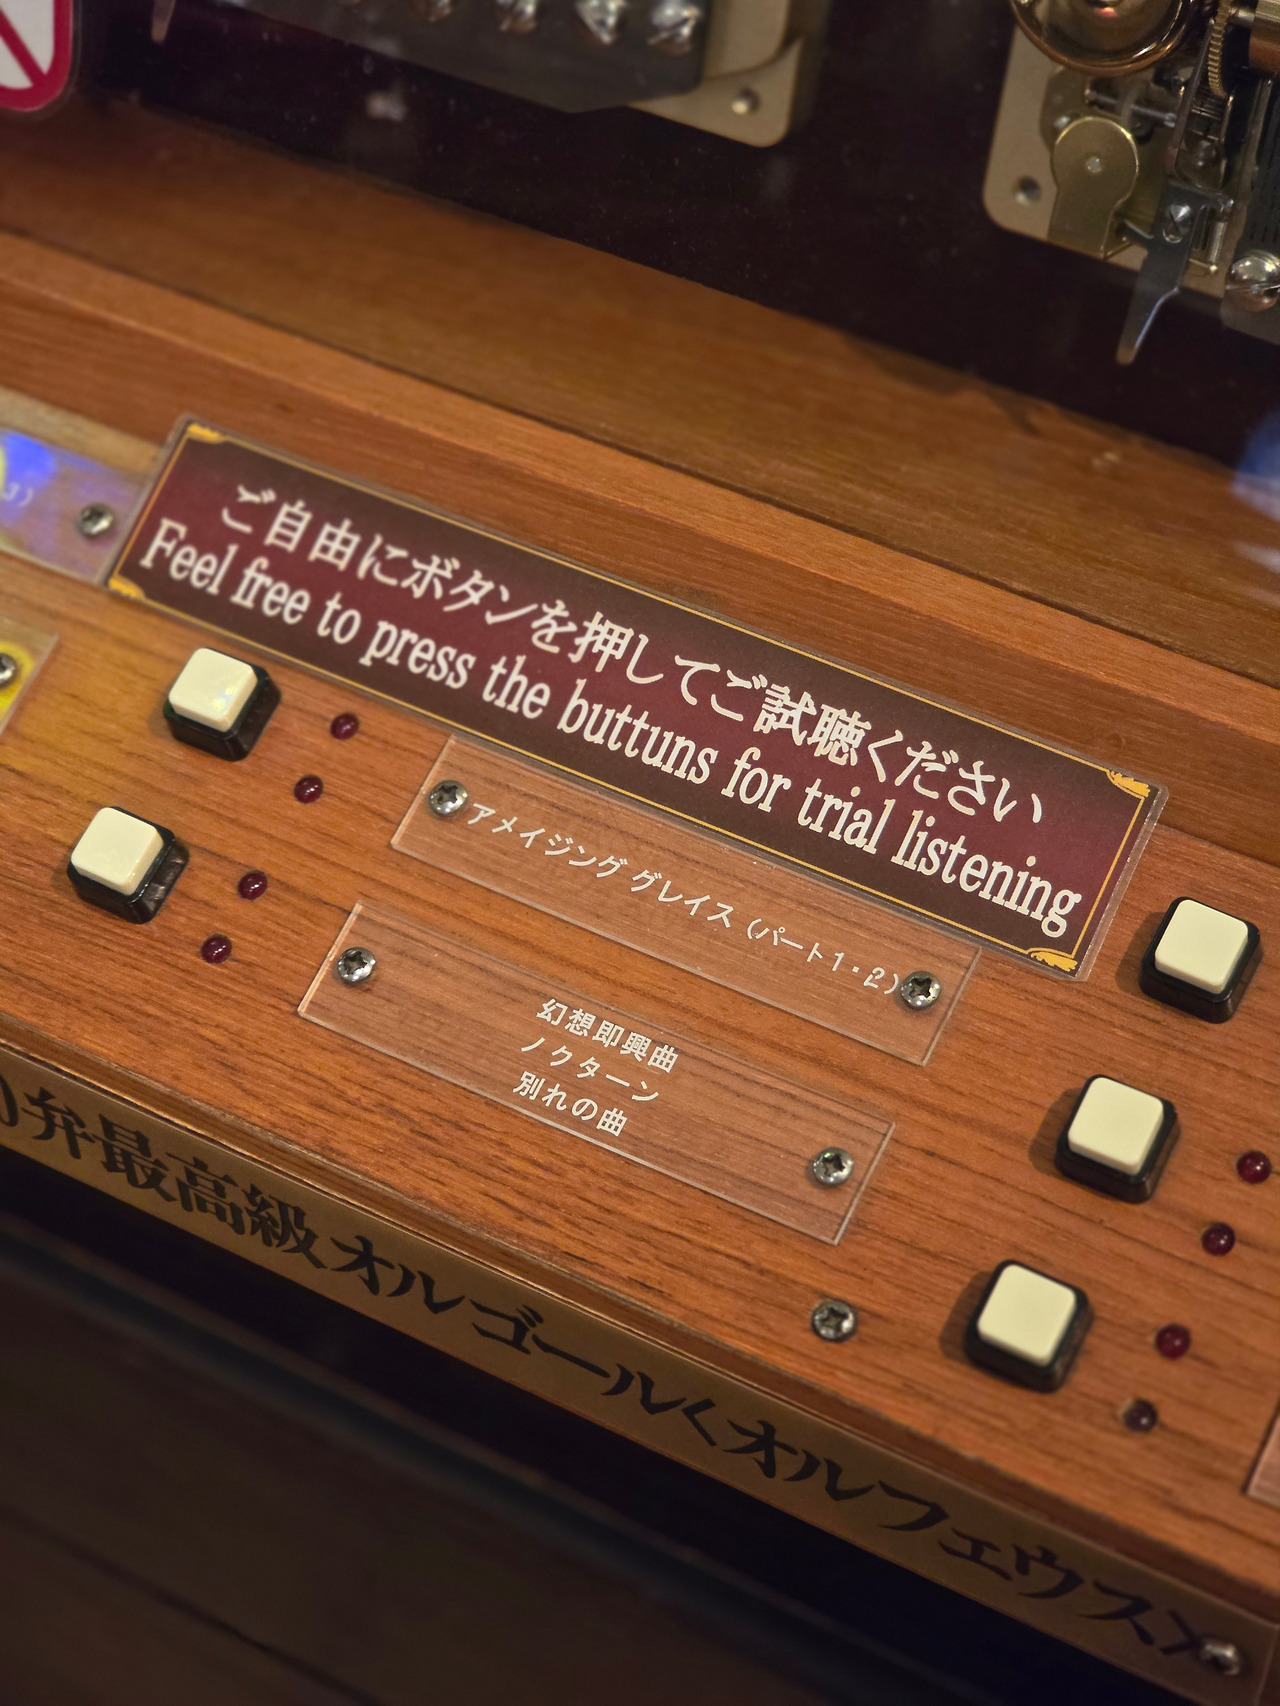 ご自由にボタンを押してご試聴ください
Feel free to press the buttuns for trial listening
アメイジング グレイス (パート1・2)
幻想即興曲
ノクターン
別れの曲
)弁最高級オルゴール<オルフェウス>